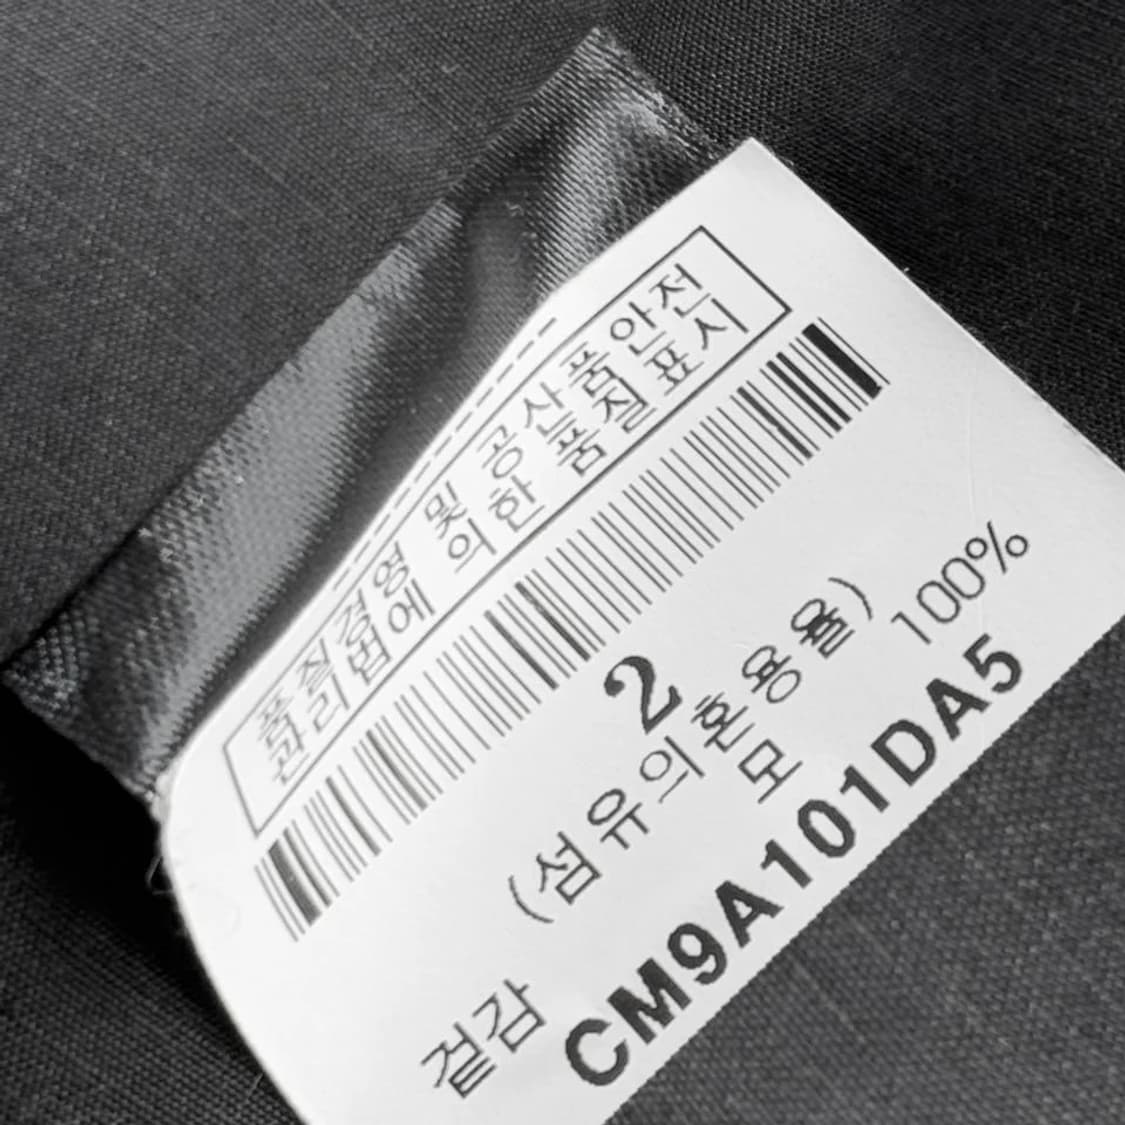 품질경영 및 공산품안전
관리법에 의한 품질표시
2
(섬유의혼용율)
겉감 모 100%
CM9A101DA5